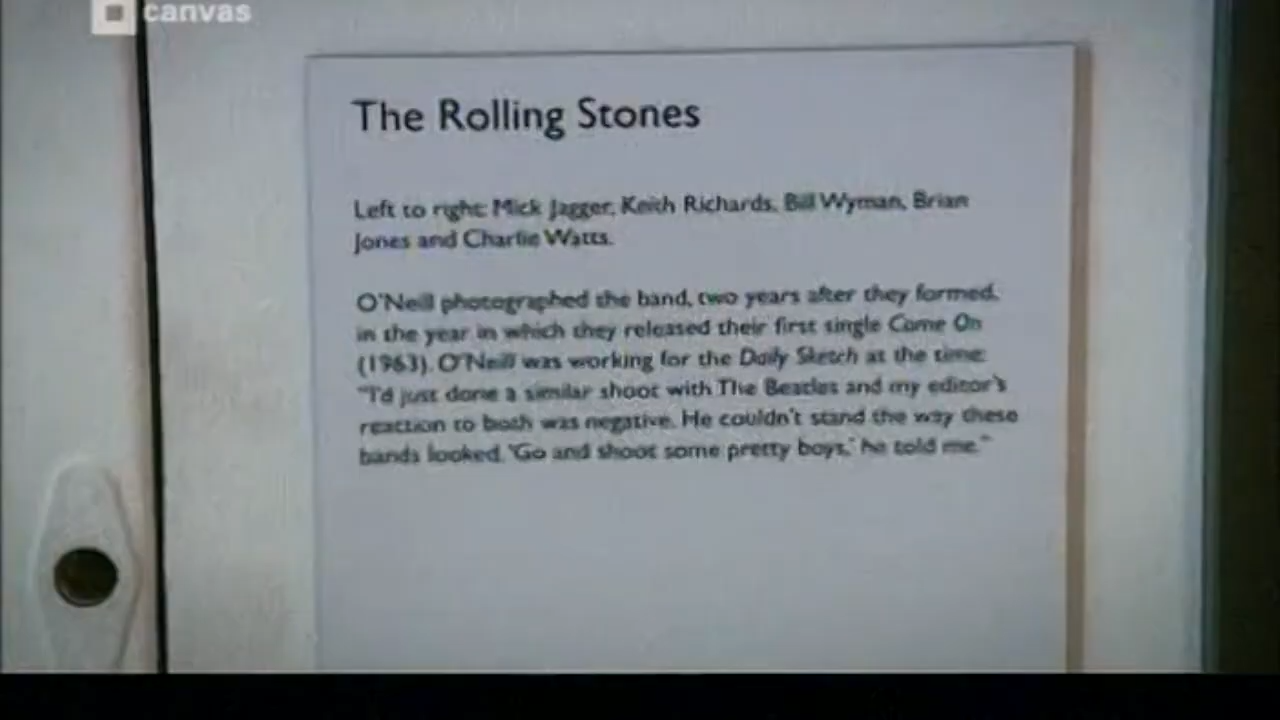 canvas
The Rolling Stones
Left to right: Mick Jagger, Keith Richards, Bill Wyman, Brian
Jones and Charlie Watts.
O'Neill photographed the band, two years after they formed,
in the year in which they released their first single Come On
(1963). O'Neill was working for the Daily Sketch at the time:
"I'd just done a similar shoot with The Beatles and my editor's
reaction to both was negative. He couldn't stand the way these
bands looked. 'Go and shoot some pretty boys,' he told me."